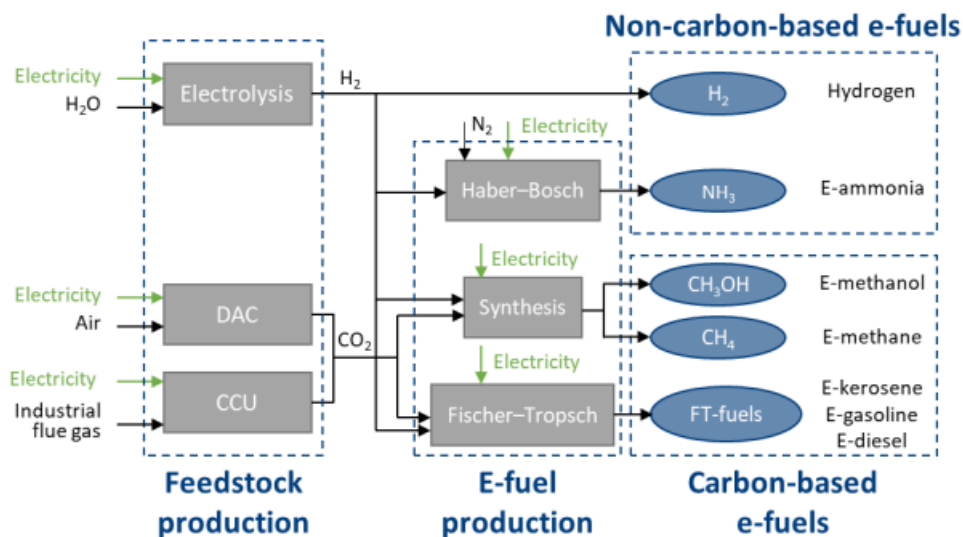 Non-carbon-based e-fuels
Electricity
H₂O
Electrolysis
H₂
H₂
Hydrogen
N₂
Electricity
Haber–Bosch
NH₃
E-ammonia
Electricity
Air
DAC
CO₂
Electricity
Synthesis
CH₃OH
E-methanol
CH₄
E-methane
Electricity
Industrial
flue gas
CCU
Electricity
Fischer–Tropsch
FT-fuels
E-kerosene
E-gasoline
E-diesel
Feedstock
production
E-fuel
production
Carbon-based
e-fuels